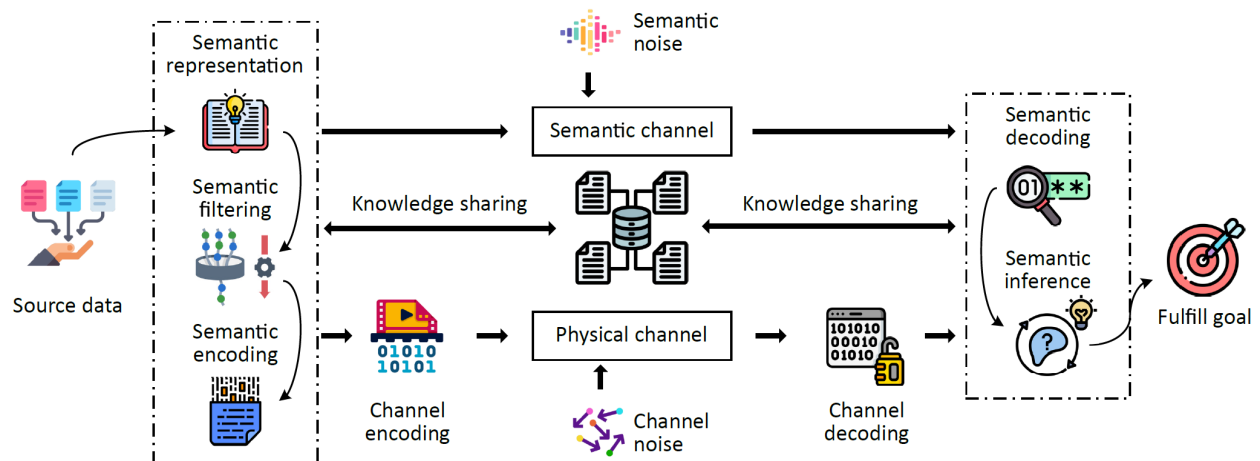 Semantic
representation
Semantic
noise
Semantic channel
Semantic
decoding
01**
Semantic
filtering
Knowledge sharing
Knowledge sharing
Source data
Semantic
inference
?
Fulfill goal
Semantic
encoding
01010
10101
Channel
encoding
Physical channel
101010
00010
01010
Channel
decoding
Channel
noise